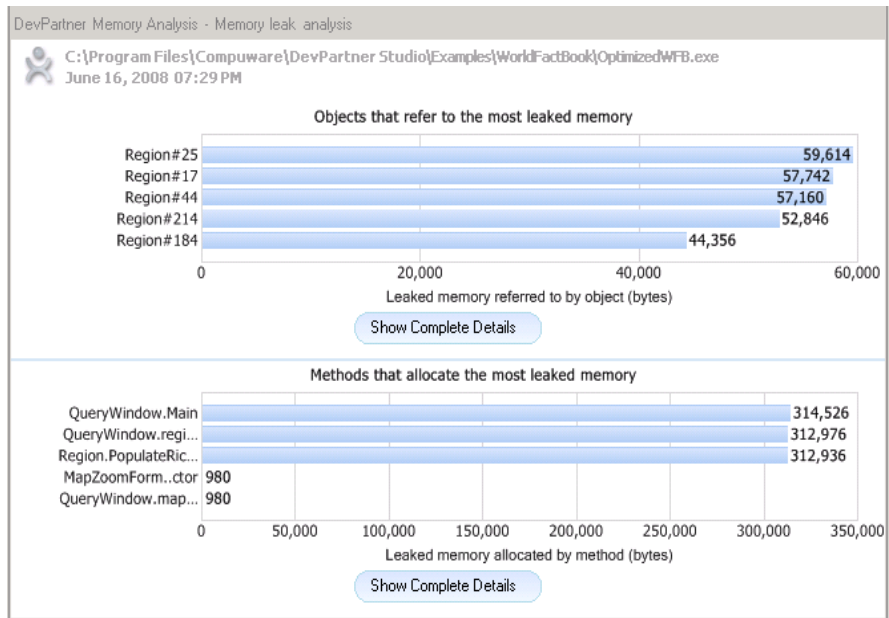 DevPartner Memory Analysis - Memory leak analysis
C:\Program Files\Compuware\DevPartner Studio\Examples\WorldFactBook\OptimizedWFB.exe
June 16, 2008 07:29 PM
Objects that refer to the most leaked memory
Region#25 59,614
Region#17 57,742
Region#44 57,160
Region#214 52,846
Region#184 44,356
0 20,000 40,000 60,000
Leaked memory referred to by object (bytes)
Show Complete Details
Methods that allocate the most leaked memory
QueryWindow.Main 314,526
QueryWindow.regi... 312,976
Region.PopulateRic... 312,936
MapZoomForm..ctor 980
QueryWindow.map... 980
0 50,000 100,000 150,000 200,000 250,000 300,000 350,000
Leaked memory allocated by method (bytes)
Show Complete Details